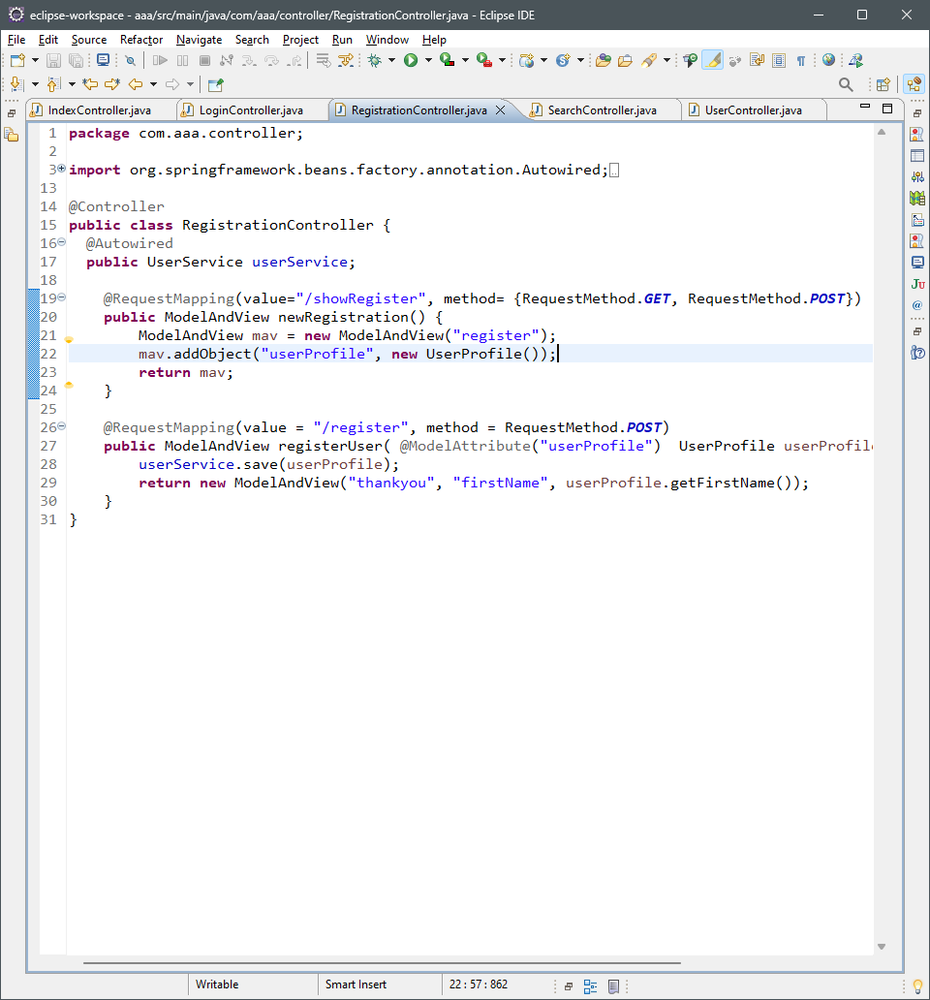 eclipse-workspace - aaa/src/main/java/com/aaa/controller/RegistrationController.java - Eclipse IDE
File Edit Source Refactor Navigate Search Project Run Window Help
IndexController.java LoginController.java RegistrationController.java SearchController.java UserController.java
1 package com.aaa.controller;
2
3 import org.springframework.beans.factory.annotation.Autowired;
13
14 @Controller
15 public class RegistrationController {
16 @Autowired
17 public UserService userService;
18
19 @RequestMapping(value="/showRegister", method= {RequestMethod.GET, RequestMethod.POST})
20 public ModelAndView newRegistration() {
21 ModelAndView mav = new ModelAndView("register");
22 mav.addObject("userProfile", new UserProfile());
23 return mav;
24 }
25
26 @RequestMapping(value = "/register", method = RequestMethod.POST)
27 public ModelAndView registerUser( @ModelAttribute("userProfile")  UserProfile userProfile
28 userService.save(userProfile);
29 return new ModelAndView("thankyou", "firstName", userProfile.getFirstName());
30 }
31 }
Writable Smart Insert 22 : 57 : 862